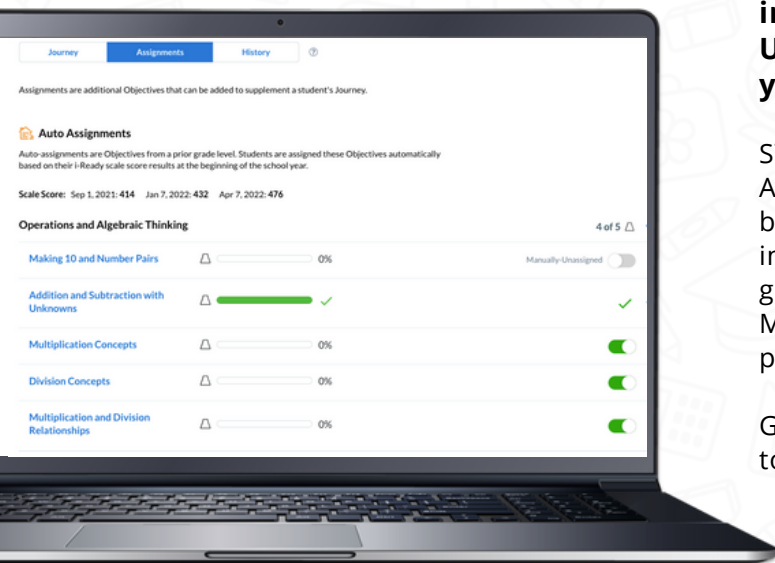 Journey Assignments History
Assignments are additional Objectives that can be added to supplement a student's Journey.
Auto Assignments
Auto-assignments are Objectives from a prior grade level. Students are assigned these Objectives automatically
based on their i-Ready scale score results at the beginning of the school year.
Scale Score: Sep 1, 2021: 414 Jan 7, 2022: 432 Apr 7, 2022: 476
Operations and Algebraic Thinking 4 of 5
Making 10 and Number Pairs 0% Manually-Unassigned
Addition and Subtraction with
Unknowns
Multiplication Concepts 0%
Division Concepts 0%
Multiplication and Division
Relationships 0%